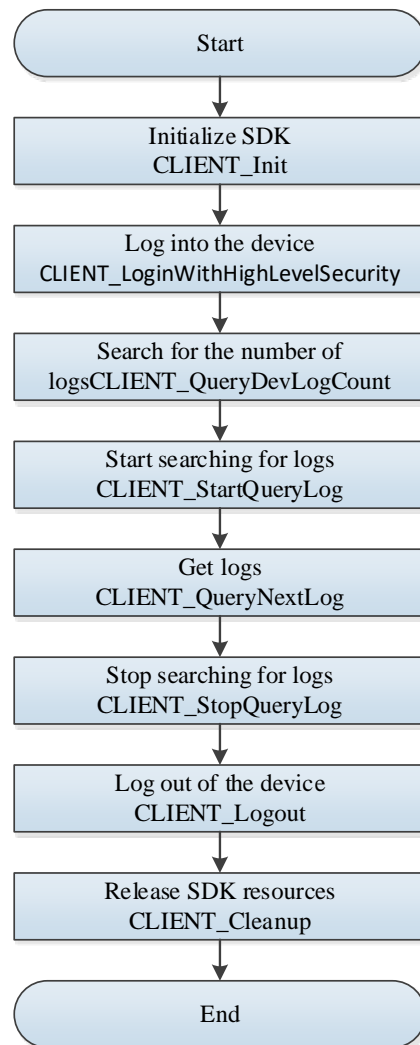 Start
Initialize SDK
CLIENT_Init
Log into the device
CLIENT_LoginWithHighLevelSecurity
Search for the number of
logsCLIENT_QueryDevLogCount
Start searching for logs
CLIENT_StartQueryLog
Get logs
CLIENT_QueryNextLog
Stop searching for logs
CLIENT_StopQueryLog
Log out of the device
CLIENT_Logout
Release SDK resources
CLIENT_Cleanup
End